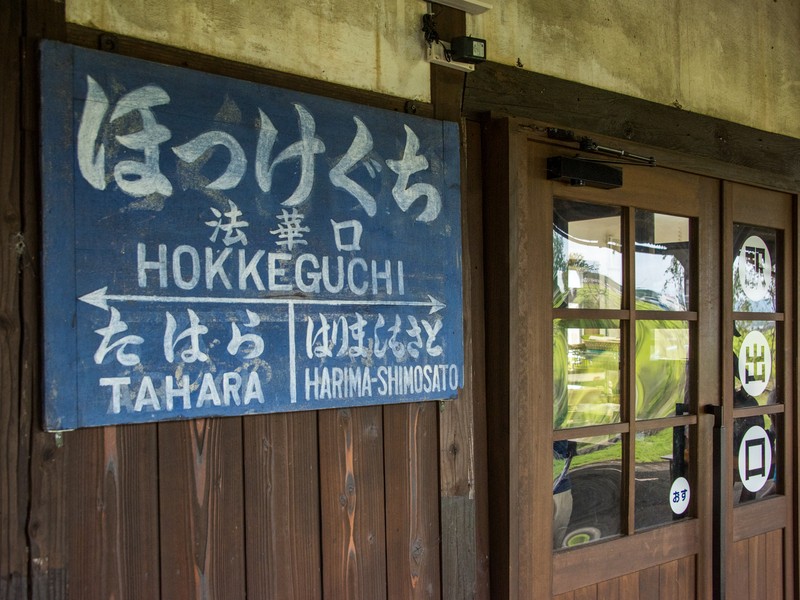 ほっけぐち
法華口
HOKKEGUCHI
たはら はりましもさと
TAHARA HARIMA-SHIMOSATO
出口
おす